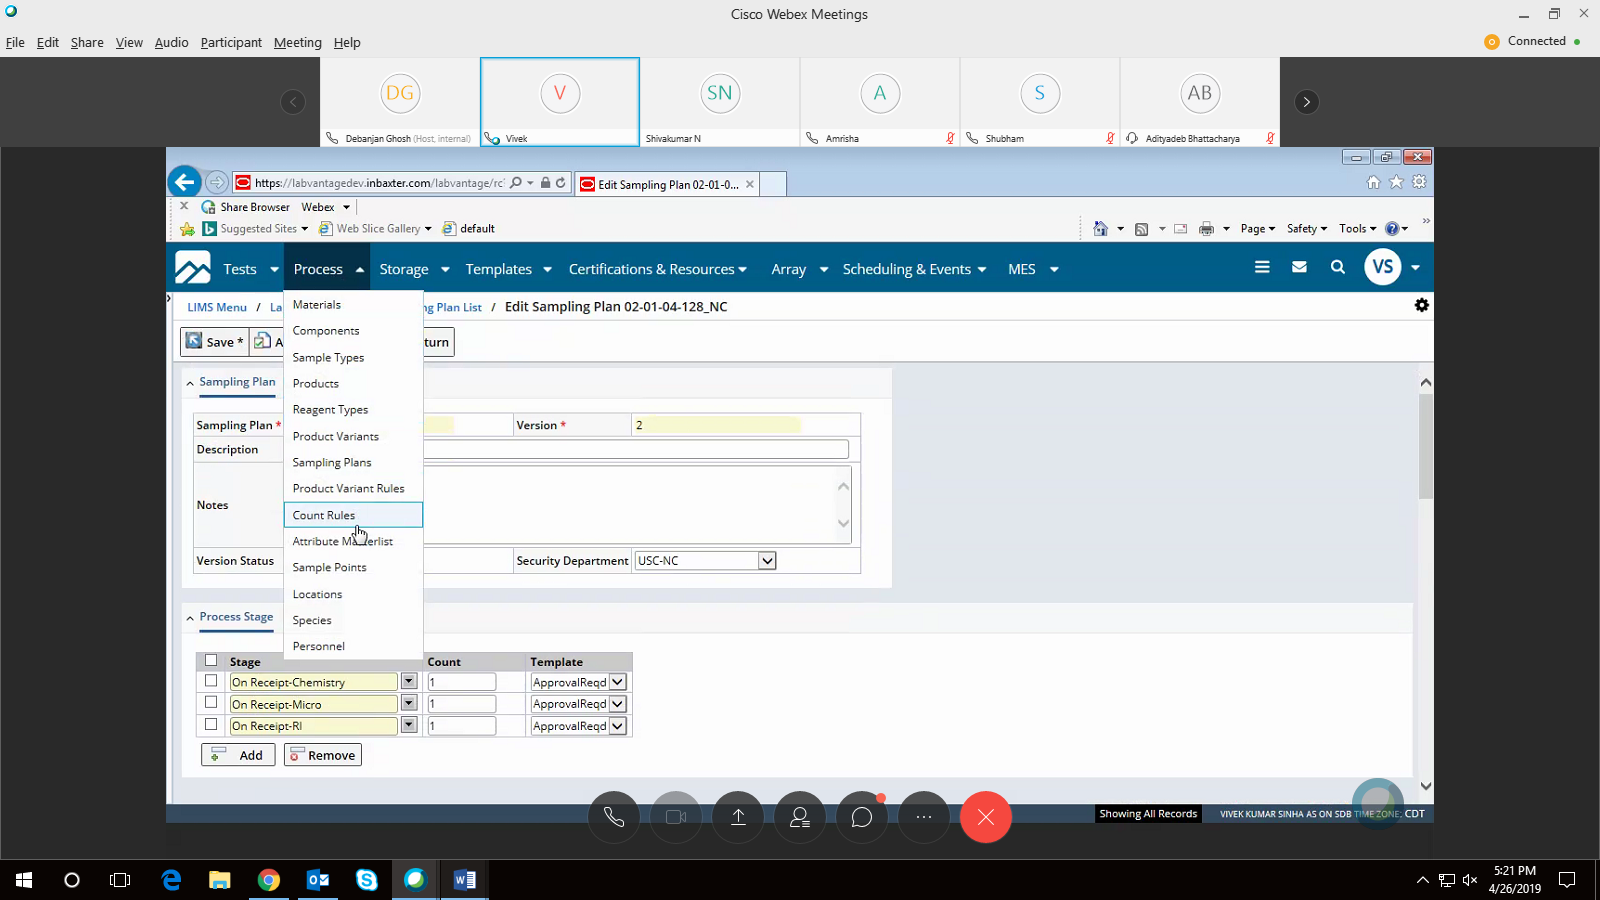 Cisco Webex Meetings
File Edit Share View Audio Participant Meeting Help
Connected
DG
V
SN
A
S
AB
Debanjan Ghosh (Host, internal)
Vivek
Shivakumar N
Amrisha
Shubham
Adityadeb Bhattacharya
https://labvantagedev.inbaxter.com/labvantage/rc
Edit Sampling Plan 02-01-0...
Share Browser Webex
Suggested Sites Web Slice Gallery default
Page Safety Tools
Tests Process Storage Templates Certifications & Resources Array Scheduling & Events MES VS
LIMS Menu / La ng Plan List / Edit Sampling Plan 02-01-04-128_NC
Save * A turn
Materials
Components
Sample Types
Products
Reagent Types
Product Variants
Sampling Plans
Product Variant Rules
Count Rules
Attribute Masterlist
Sample Points
Locations
Species
Personnel
Sampling Plan
Sampling Plan * Version * 2
Description
Notes
Version Status Security Department USC-NC
Process Stage
Stage Count Template
On Receipt-Chemistry 1 ApprovalReqd
On Receipt-Micro 1 ApprovalReqd
On Receipt-RI 1 ApprovalReqd
Add Remove
Showing All Records VIVEK KUMAR SINHA AS ON SDB TIME ZONE: CDT
5:21 PM
4/26/2019